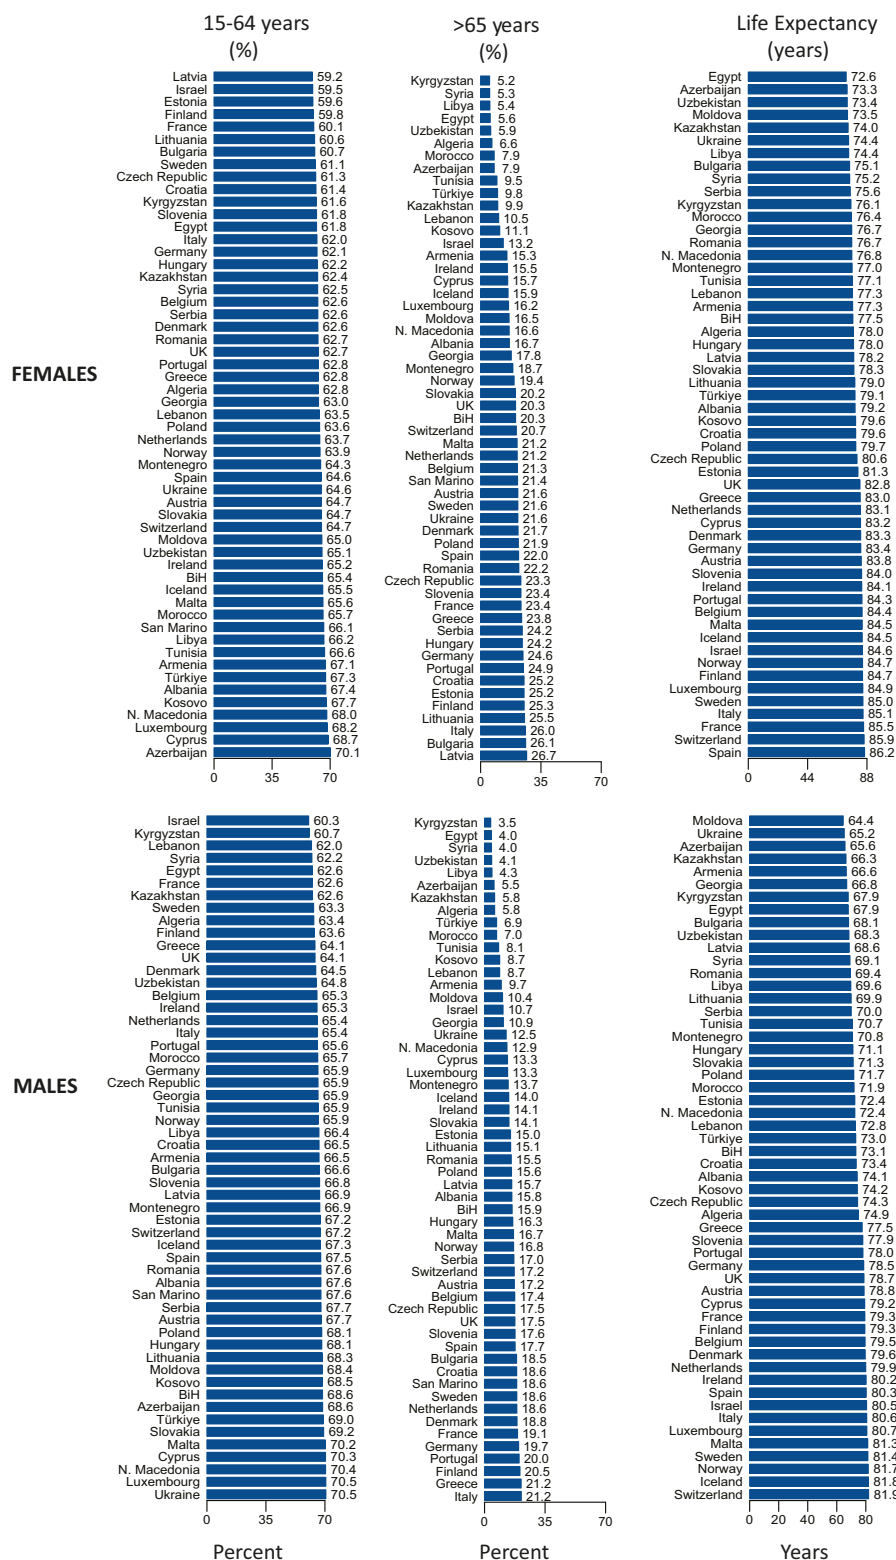 15-64 years
(%)
Latvia 59.2
Israel 59.5
Estonia 59.6
Finland 59.8
France 60.1
Lithuania 60.6
Bulgaria 60.7
Sweden 61.1
Czech Republic 61.3
Croatia 61.4
Kyrgyzstan 61.6
Slovenia 61.8
Egypt 61.8
Italy 62.0
Germany 62.1
Hungary 62.2
Kazakhstan 62.4
Syria 62.5
Belgium 62.6
Serbia 62.6
Denmark 62.6
Romania 62.7
UK 62.7
Portugal 62.8
Greece 62.8
Algeria 62.8
Georgia 63.0
Lebanon 63.5
Poland 63.6
Netherlands 63.7
Norway 63.9
Montenegro 64.3
Spain 64.6
Ukraine 64.6
Austria 64.7
Slovakia 64.7
Switzerland 64.7
Moldova 65.0
Uzbekistan 65.1
Ireland 65.2
BiH 65.4
Iceland 65.5
Malta 65.6
Morocco 65.7
San Marino 66.1
Libya 66.2
Tunisia 66.6
Armenia 67.1
Türkiye 67.3
Albania 67.4
Kosovo 67.7
N. Macedonia 68.0
Luxembourg 68.2
Cyprus 68.7
Azerbaijan 70.1
0 35 70
>65 years
(%)
Kyrgyzstan 5.2
Syria 5.3
Libya 5.4
Egypt 5.6
Uzbekistan 5.9
Algeria 6.6
Morocco 7.9
Azerbaijan 7.9
Tunisia 9.5
Türkiye 9.8
Kazakhstan 9.9
Lebanon 10.5
Kosovo 11.1
Israel 13.2
Armenia 15.3
Ireland 15.5
Cyprus 15.7
Iceland 15.9
Luxembourg 16.2
Moldova 16.5
N. Macedonia 16.6
Albania 16.7
Georgia 17.8
Montenegro 18.7
Norway 19.4
Slovakia 20.2
UK 20.3
BiH 20.3
Switzerland 20.7
Malta 21.2
Netherlands 21.2
Belgium 21.3
San Marino 21.4
Austria 21.6
Sweden 21.6
Ukraine 21.6
Denmark 21.7
Poland 21.9
Spain 22.0
Romania 22.2
Czech Republic 23.3
Slovenia 23.4
France 23.4
Greece 23.8
Serbia 24.2
Hungary 24.2
Germany 24.6
Portugal 24.9
Croatia 25.2
Estonia 25.2
Finland 25.3
Lithuania 25.5
Italy 26.0
Bulgaria 26.1
Latvia 26.7
0 35 70
Life Expectancy
(years)
Egypt 72.6
Azerbaijan 73.3
Uzbekistan 73.4
Moldova 73.5
Kazakhstan 74.0
Ukraine 74.4
Libya 74.4
Bulgaria 75.1
Syria 75.2
Serbia 75.6
Kyrgyzstan 76.1
Morocco 76.4
Georgia 76.7
Romania 76.7
N. Macedonia 76.8
Montenegro 77.0
Tunisia 77.1
Lebanon 77.3
Armenia 77.3
BiH 77.5
Algeria 78.0
Hungary 78.0
Latvia 78.2
Slovakia 78.3
Lithuania 79.0
Türkiye 79.1
Albania 79.2
Kosovo 79.6
Croatia 79.6
Poland 79.7
Czech Republic 80.6
Estonia 81.3
UK 82.8
Greece 83.0
Netherlands 83.1
Cyprus 83.2
Denmark 83.3
Germany 83.4
Austria 83.8
Slovenia 84.0
Ireland 84.1
Portugal 84.3
Belgium 84.4
Malta 84.5
Iceland 84.5
Israel 84.6
Norway 84.7
Finland 84.7
Luxembourg 84.9
Sweden 85.0
Italy 85.1
France 85.5
Switzerland 85.9
Spain 86.2
0 44 88
FEMALES
MALES
Israel 60.3
Kyrgyzstan 60.7
Lebanon 62.0
Syria 62.2
Egypt 62.6
France 62.6
Kazakhstan 62.6
Sweden 63.3
Algeria 63.4
Finland 63.6
Greece 64.1
UK 64.1
Denmark 64.5
Uzbekistan 64.8
Belgium 65.3
Ireland 65.3
Netherlands 65.4
Italy 65.4
Portugal 65.6
Morocco 65.7
Germany 65.9
Czech Republic 65.9
Georgia 65.9
Tunisia 65.9
Norway 65.9
Libya 66.4
Croatia 66.5
Armenia 66.5
Bulgaria 66.6
Slovenia 66.8
Latvia 66.9
Montenegro 66.9
Estonia 67.2
Switzerland 67.2
Iceland 67.3
Spain 67.5
Romania 67.6
Albania 67.6
San Marino 67.6
Serbia 67.7
Austria 67.7
Poland 68.1
Hungary 68.1
Lithuania 68.3
Moldova 68.4
Kosovo 68.5
BiH 68.6
Azerbaijan 68.6
Türkiye 69.0
Slovakia 69.2
Malta 70.2
Cyprus 70.3
N. Macedonia 70.4
Luxembourg 70.5
Ukraine 70.5
0 35 70
Percent
Kyrgyzstan 3.5
Egypt 4.0
Syria 4.0
Uzbekistan 4.1
Libya 4.3
Azerbaijan 5.5
Kazakhstan 5.8
Algeria 5.8
Türkiye 6.9
Morocco 7.0
Tunisia 8.1
Kosovo 8.7
Lebanon 8.7
Armenia 9.7
Moldova 10.4
Israel 10.7
Georgia 10.9
Ukraine 12.5
N. Macedonia 12.9
Cyprus 13.3
Luxembourg 13.3
Montenegro 13.7
Iceland 14.0
Ireland 14.1
Slovakia 14.1
Estonia 15.0
Lithuania 15.1
Romania 15.5
Poland 15.6
Latvia 15.7
Albania 15.8
BiH 15.9
Hungary 16.3
Malta 16.7
Norway 16.8
Serbia 17.0
Switzerland 17.2
Austria 17.2
Belgium 17.4
Czech Republic 17.5
UK 17.5
Slovenia 17.6
Spain 17.7
Bulgaria 18.5
Croatia 18.6
San Marino 18.6
Sweden 18.6
Netherlands 18.6
Denmark 18.8
France 19.1
Germany 19.7
Portugal 20.0
Finland 20.5
Greece 21.2
Italy 21.2
0 35 70
Percent
Moldova 64.4
Ukraine 65.2
Azerbaijan 65.6
Kazakhstan 66.3
Armenia 66.6
Georgia 66.8
Kyrgyzstan 67.9
Egypt 67.9
Bulgaria 68.1
Uzbekistan 68.3
Latvia 68.6
Syria 69.1
Romania 69.4
Libya 69.6
Lithuania 69.9
Serbia 70.0
Tunisia 70.7
Montenegro 70.8
Hungary 71.1
Slovakia 71.3
Poland 71.7
Morocco 71.9
Estonia 72.4
N. Macedonia 72.4
Lebanon 72.8
Türkiye 73.0
BiH 73.1
Croatia 73.4
Albania 74.1
Kosovo 74.2
Czech Republic 74.3
Algeria 74.9
Greece 77.5
Slovenia 77.9
Portugal 78.0
Germany 78.5
UK 78.7
Austria 78.8
Cyprus 79.2
France 79.3
Finland 79.3
Belgium 79.5
Denmark 79.6
Netherlands 79.9
Ireland 80.2
Spain 80.3
Israel 80.5
Italy 80.6
Luxembourg 80.7
Malta 81.3
Sweden 81.4
Norway 81.7
Iceland 81.8
Switzerland 81.9
0 20 40 60 80
Years